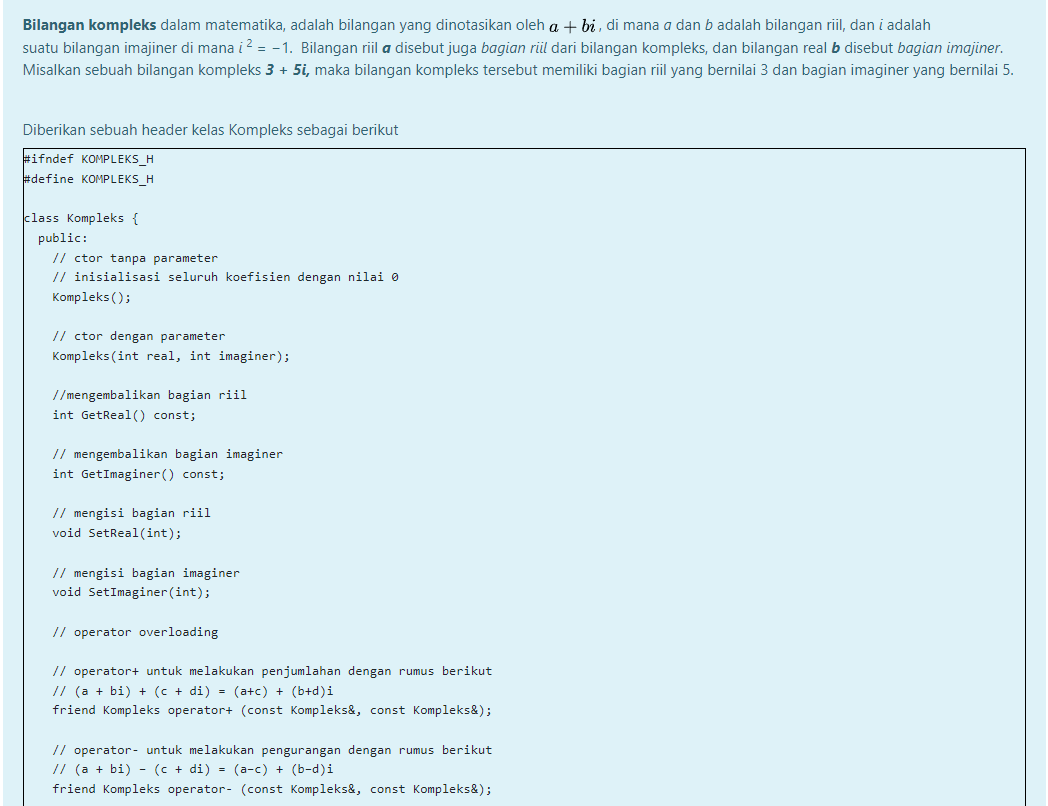 Bilangan kompleks dalam matematika, adalah bilangan yang dinotasikan oleh a + bi, di mana a dan b adalah bilangan riil, dan i adalah
suatu bilangan imajiner di mana i 2 = −1. Bilangan riil a disebut juga bagian riil dari bilangan kompleks, dan bilangan real b disebut bagian imajiner.
Misalkan sebuah bilangan kompleks 3 + 5i, maka bilangan kompleks tersebut memiliki bagian riil yang bernilai 3 dan bagian imaginer yang bernilai 5.
Diberikan sebuah header kelas Kompleks sebagai berikut
#ifndef KOMPLEKS_H
#define KOMPLEKS_H
class Kompleks {
public:
// ctor tanpa parameter
// inisialisasi seluruh koefisien dengan nilai 0
Kompleks();
// ctor dengan parameter
Kompleks(int real, int imaginer);
//mengembalikan bagian riil
int GetReal() const;
// mengembalikan bagian imaginer
int GetImaginer() const;
// mengisi bagian riil
void SetReal(int);
// mengisi bagian imaginer
void SetImaginer(int);
// operator overloading
// operator+ untuk melakukan penjumlahan dengan rumus berikut
// (a + bi) + (c + di) = (a+c) + (b+d)i
friend Kompleks operator+ (const Kompleks&, const Kompleks&);
// operator- untuk melakukan pengurangan dengan rumus berikut
// (a + bi) - (c + di) = (a-c) + (b-d)i
friend Kompleks operator- (const Kompleks&, const Kompleks&);